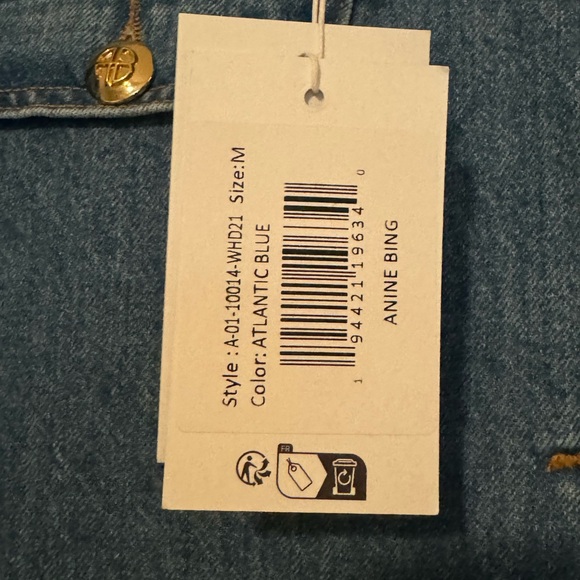 Style : A-01-10014-WHD21 Size: M
Color: ATLANTIC BLUE
1 94421 19634 0
ANINE BING
FR